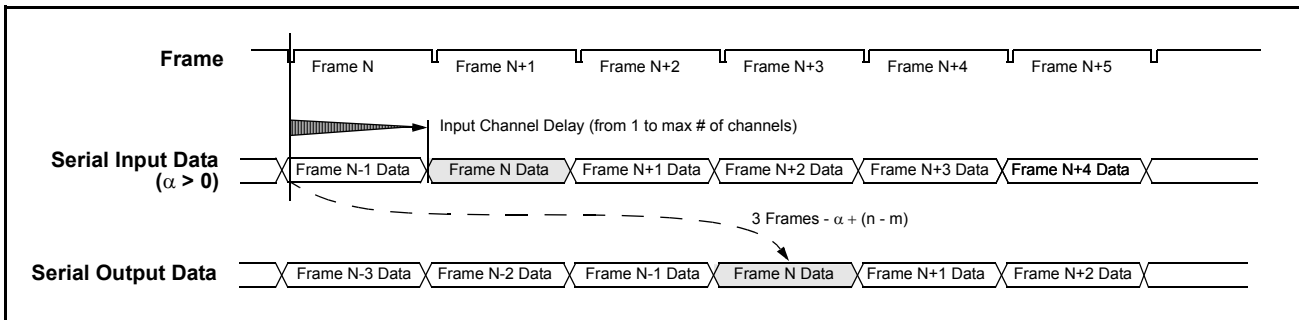 Frame
Frame N Frame N+1 Frame N+2 Frame N+3 Frame N+4 Frame N+5
Input Channel Delay (from 1 to max # of channels)
Serial Input Data
(α > 0)
Frame N-1 Data Frame N Data Frame N+1 Data Frame N+2 Data Frame N+3 Data Frame N+4 Data
3 Frames - α + (n - m)
Serial Output Data
Frame N-3 Data Frame N-2 Data Frame N-1 Data Frame N Data Frame N+1 Data Frame N+2 Data